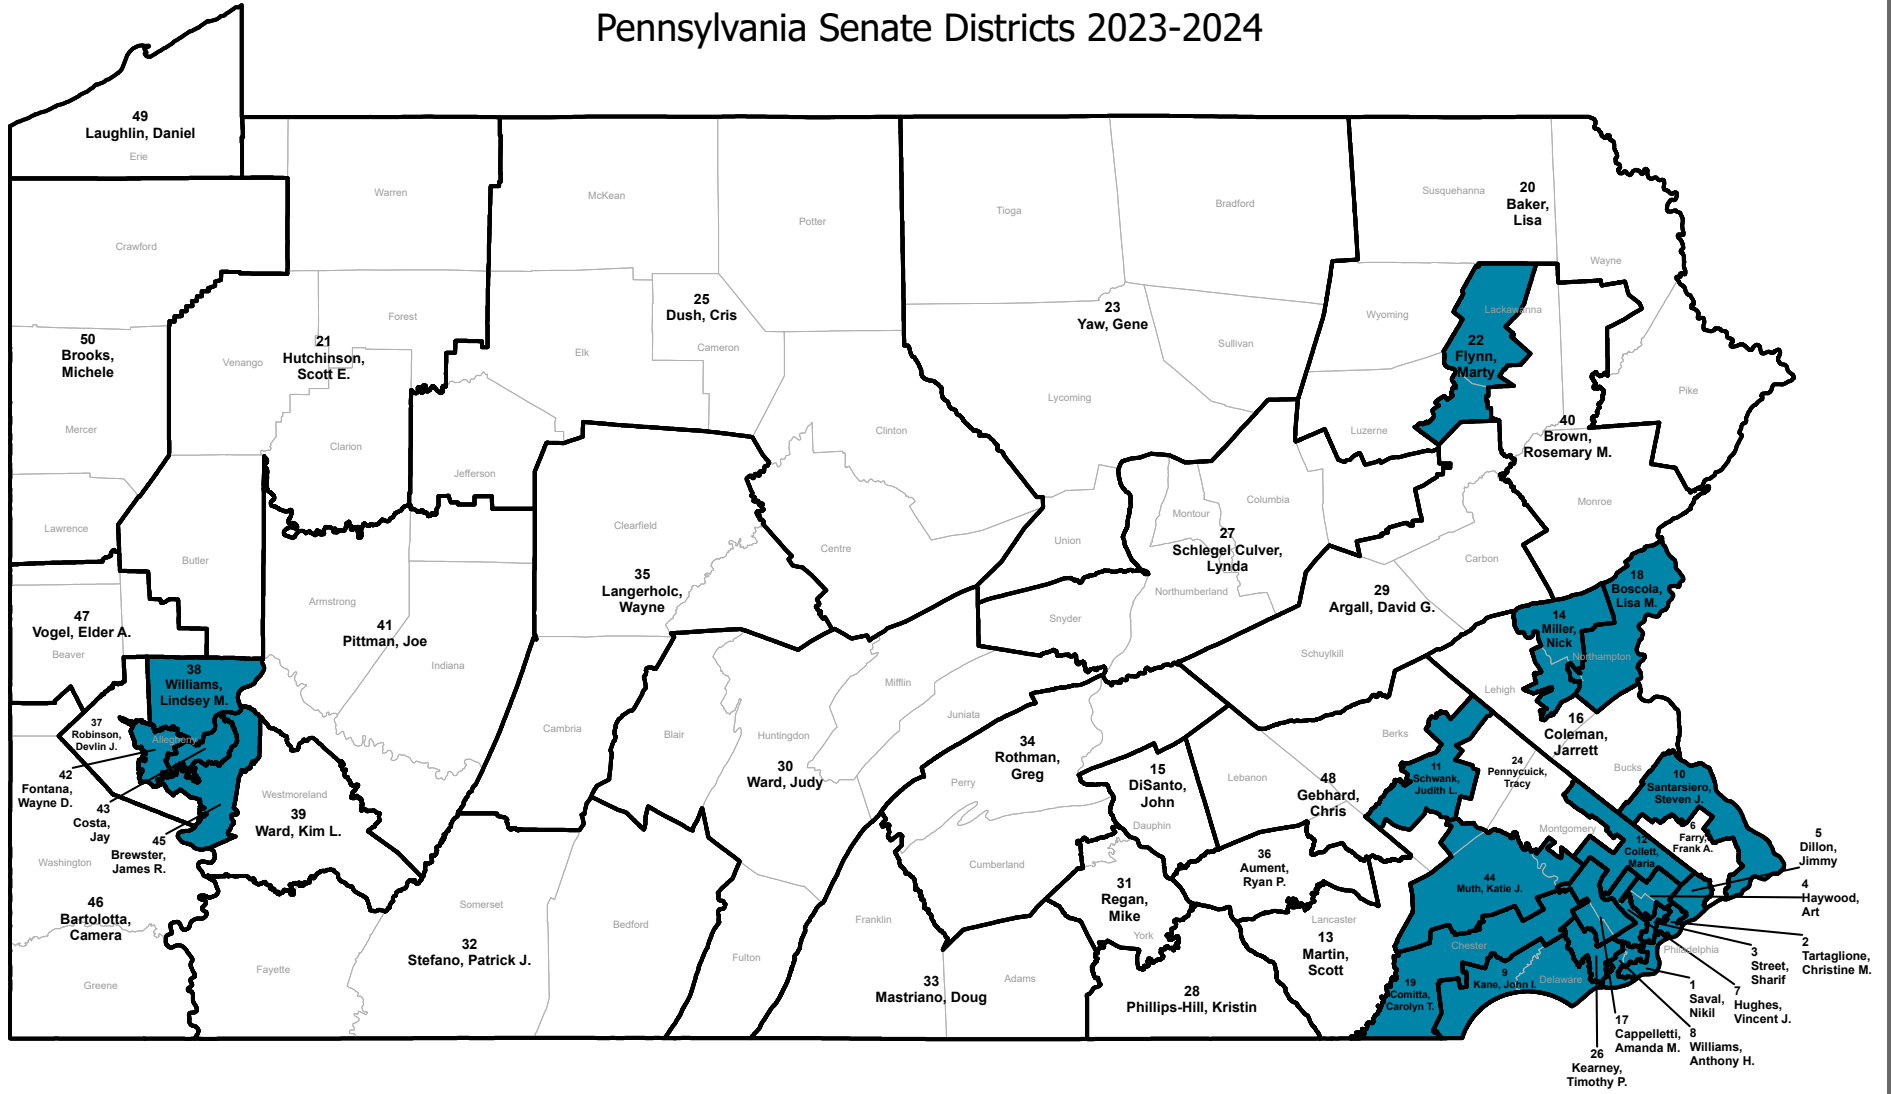 Pennsylvania Senate Districts 2023-2024
49
Laughlin, Daniel
Erie
Crawford
Warren
McKean
Potter
Tioga
Bradford
Susquehanna
20
Baker,
Lisa
Wayne
50
Brooks,
Michele
Mercer
Forest
21
Hutchinson,
Scott E.
Venango
Clarion
25
Dush, Cris
Elk
Cameron
23
Yaw, Gene
Sullivan
Lycoming
Clinton
Wyoming
Lackawanna
22
Flynn,
Marty
Luzerne
Pike
40
Brown,
Rosemary M.
Monroe
Lawrence
Butler
Jefferson
Clearfield
Centre
Union
Columbia
Montour
27
Schlegel Culver,
Lynda
Northumberland
Snyder
Carbon
29
Argall, David G.
Schuylkill
47
Vogel, Elder A.
Beaver
Armstrong
41
Pittman, Joe
Indiana
35
Langerholc,
Wayne
18
Boscola,
Lisa M.
14
Miller,
Nick
Northampton
Lehigh
16
Coleman,
Jarrett
38
Williams,
Lindsey M.
37
Robinson,
Devlin J.
Allegheny
42
Fontana,
Wayne D.
43
Costa,
Jay
45
Brewster,
James R.
Westmoreland
39
Ward, Kim L.
Cambria
Blair
Huntingdon
Mifflin
Juniata
30
Ward, Judy
34
Rothman,
Greg
Perry
Cumberland
15
DiSanto,
John
Dauphin
Lebanon
48
Gebhard,
Chris
Berks
11
Schwank,
Judith L.
24
Pennycuick,
Tracy
Montgomery
Bucks
10
Santarsiero,
Steven J.
6
Farry,
Frank A.
12
Collett,
Maria
5
Dillon,
Jimmy
4
Haywood,
Art
2
Tartaglione,
Christine M.
3
Street,
Sharif
Philadelphia
7
Hughes,
Vincent J.
1
Saval,
Nikil
8
Williams,
Anthony H.
17
Cappelletti,
Amanda M.
26
Kearney,
Timothy P.
44
Muth, Katie J.
Chester
9
Kane, John I.
Delaware
19
Comitta,
Carolyn T.
36
Aument,
Ryan P.
Lancaster
13
Martin,
Scott
31
Regan,
Mike
York
28
Phillips-Hill, Kristin
Adams
33
Mastriano, Doug
Franklin
Fulton
Bedford
Somerset
32
Stefano, Patrick J.
Fayette
Washington
46
Bartolotta,
Camera
Greene